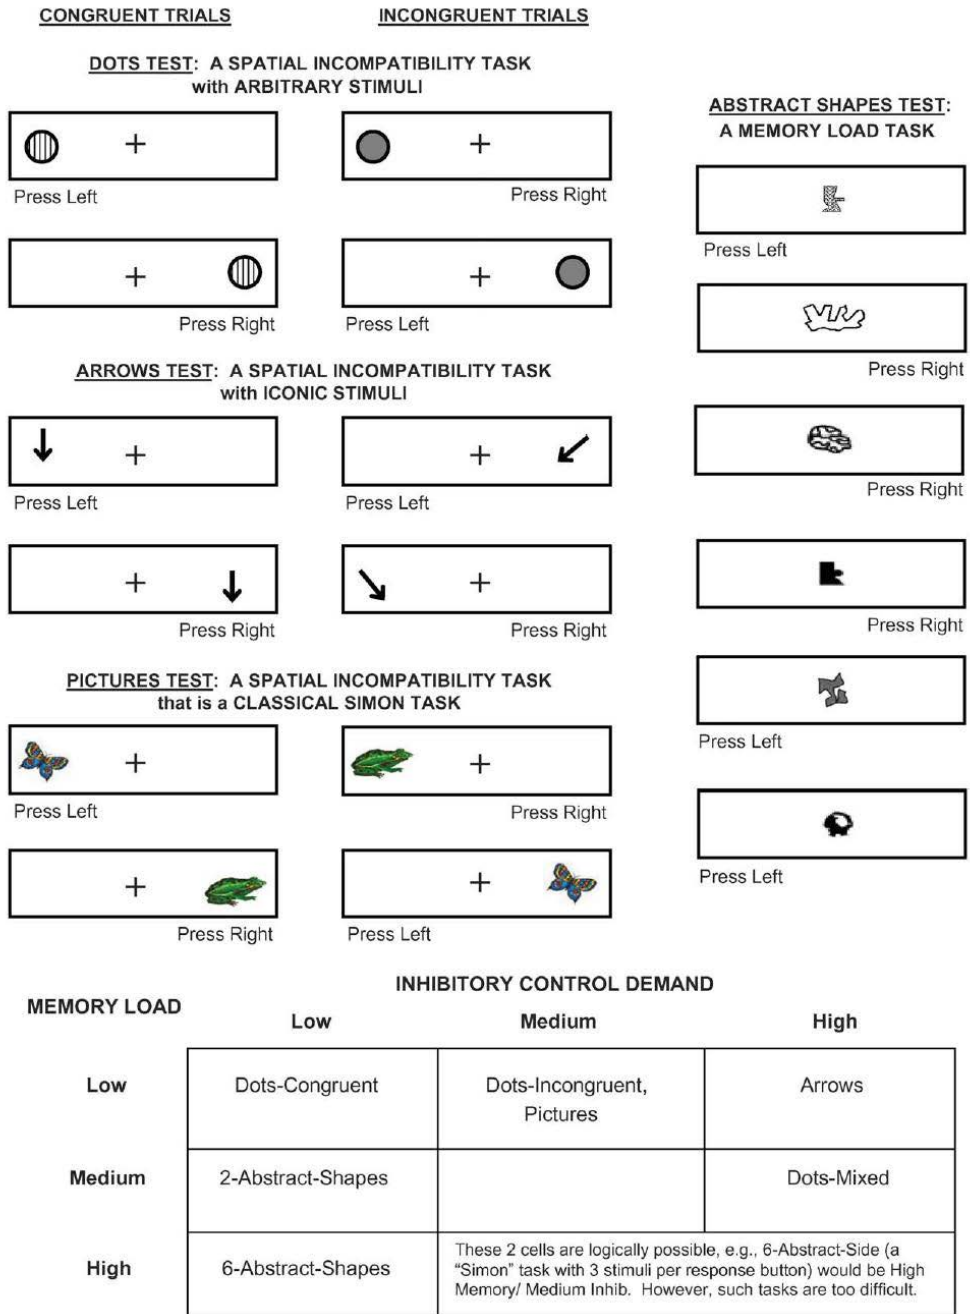 CONGRUENT TRIALS
INCONGRUENT TRIALS
DOTS TEST: A SPATIAL INCOMPATIBILITY TASK
with ARBITRARY STIMULI
+
+
Press Left
Press Right
+
+
Press Right
Press Left
ARROWS TEST: A SPATIAL INCOMPATIBILITY TASK
with ICONIC STIMULI
+
+
Press Left
Press Left
+
+
Press Right
Press Right
PICTURES TEST: A SPATIAL INCOMPATIBILITY TASK
that is a CLASSICAL SIMON TASK
+
+
Press Left
Press Right
+
+
Press Right
Press Left
ABSTRACT SHAPES TEST:
A MEMORY LOAD TASK
Press Left
Press Right
Press Right
Press Right
Press Left
Press Left
INHIBITORY CONTROL DEMAND
MEMORY LOAD
Low
Medium
High
Low
Dots-Congruent
Dots-Incongruent,
Pictures
Arrows
Medium
2-Abstract-Shapes
Dots-Mixed
High
6-Abstract-Shapes
These 2 cells are logically possible, e.g., 6-Abstract-Side (a
“Simon” task with 3 stimuli per response button) would be High
Memory/ Medium Inhib. However, such tasks are too difficult.